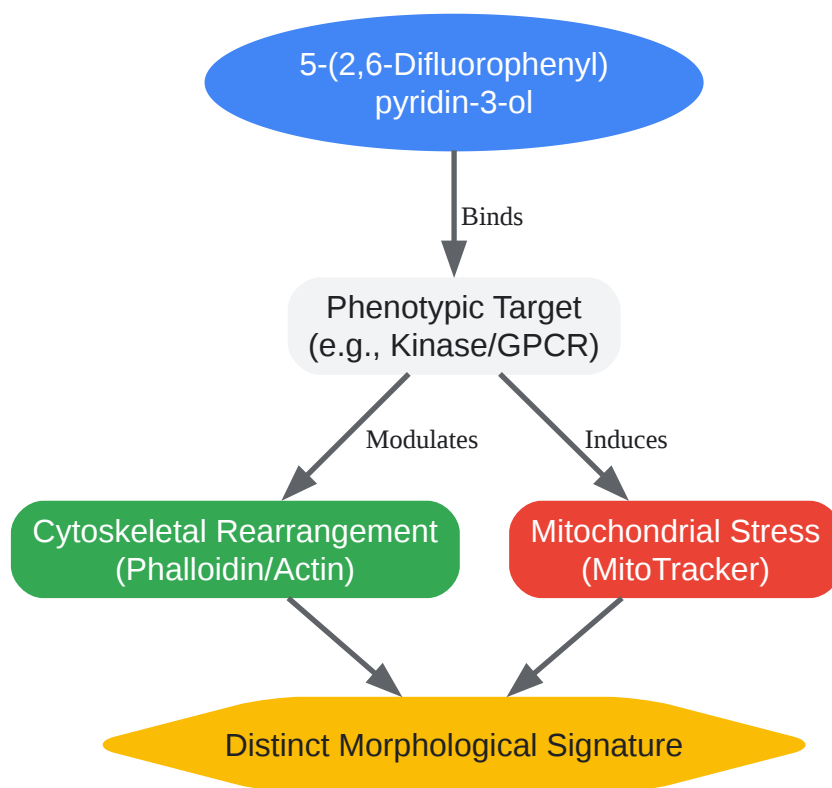 5-(2,6-Difluorophenyl)
pyridin-3-ol
Binds
Phenotypic Target
(e.g., Kinase/GPCR)
Modulates
Induces
Cytoskeletal Rearrangement
(Phalloidin/Actin)
Mitochondrial Stress
(MitoTracker)
Distinct Morphological Signature